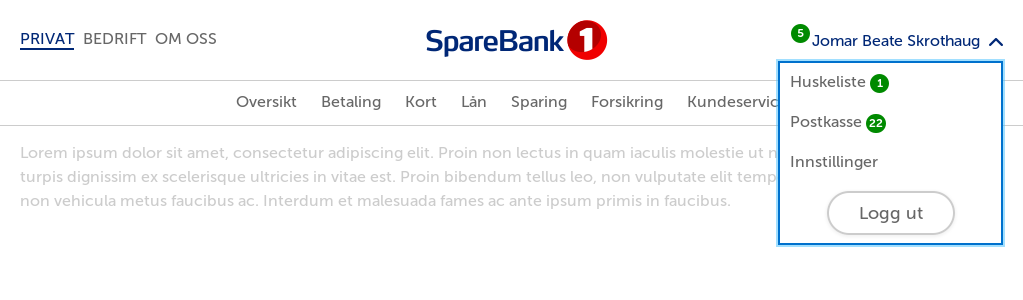 PRIVAT BEDRIFT OM OSS
SpareBank 1
5 Jomar Beate Skrothaug
Oversikt Betaling Kort Lån Sparing Forsikring Kundeservic
Huskeliste 1
Postkasse 22
Innstillinger
Logg ut
Lorem ipsum dolor sit amet, consectetur adipiscing elit. Proin non lectus in quam iaculis molestie ut n
turpis dignissim ex scelerisque ultricies in vitae est. Proin bibendum tellus leo, non vulputate elit temp
non vehicula metus faucibus ac. Interdum et malesuada fames ac ante ipsum primis in faucibus.